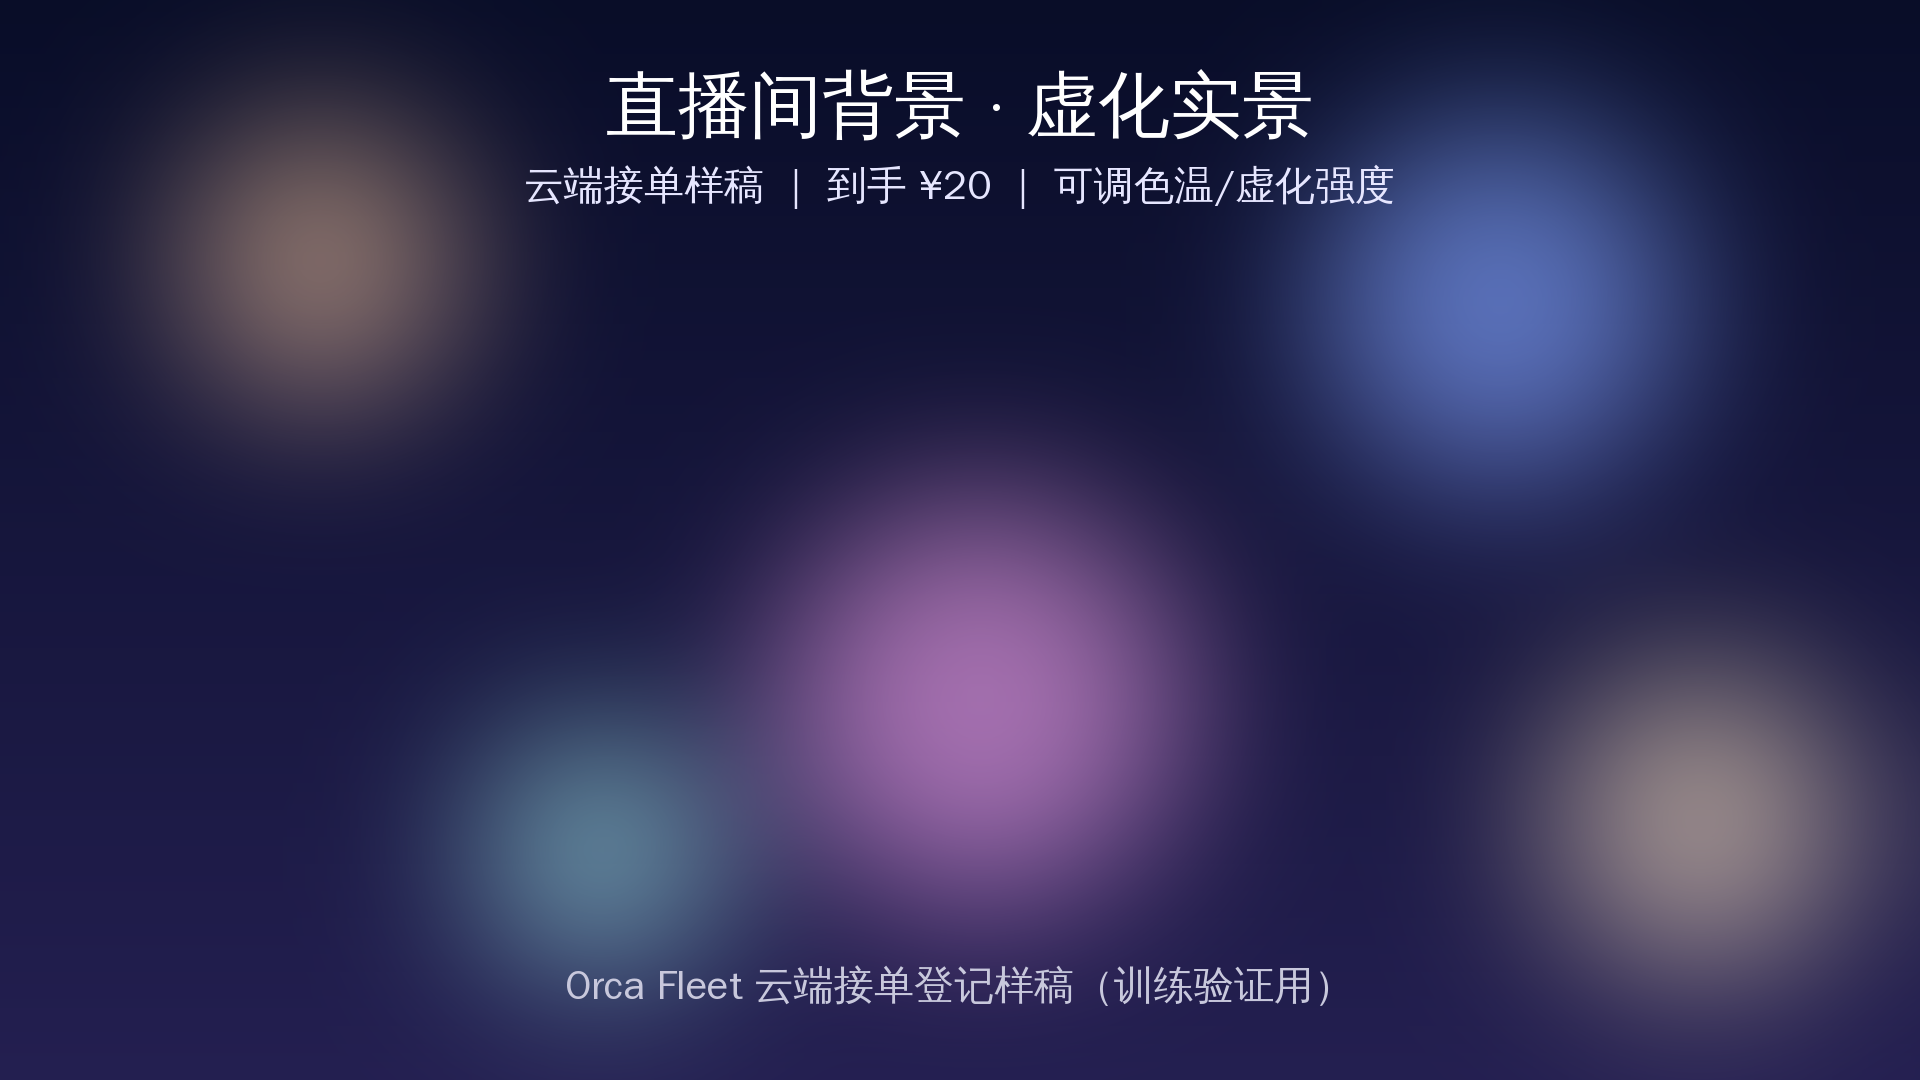 直播间背景 · 虚化实景
云端接单样稿 ｜ 到手 ¥20 ｜ 可调色温/虚化强度
Orca Fleet 云端接单登记样稿（训练验证用）